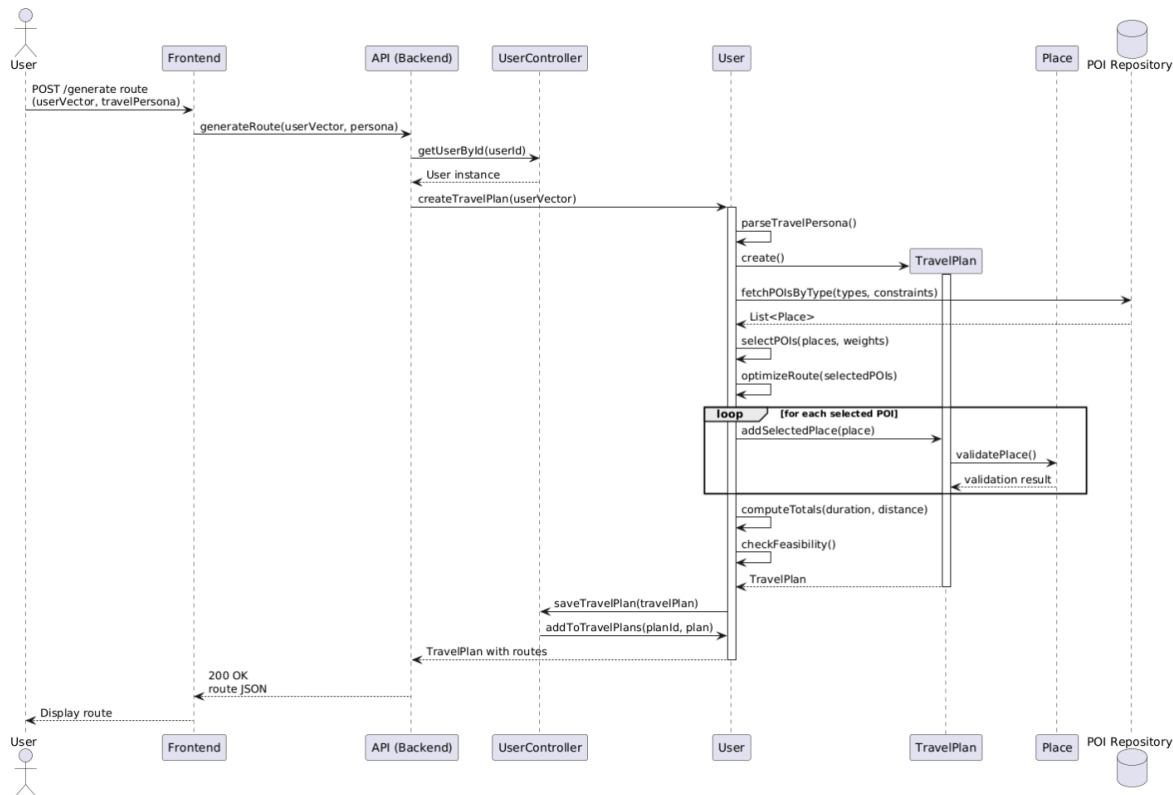 User
Frontend
API (Backend)
UserController
User
Place
POI Repository
POST /generate route
(userVector, travelPersona)
generateRoute(userVector, persona)
getUserById(userId)
User instance
createTravelPlan(userVector)
parseTravelPersona()
create()
TravelPlan
fetchPOIsByType(types, constraints)
List<Place>
selectPOIs(places, weights)
optimizeRoute(selectedPOIs)
loop
[for each selected POI]
addSelectedPlace(place)
validatePlace()
validation result
computeTotals(duration, distance)
checkFeasibility()
TravelPlan
saveTravelPlan(travelPlan)
addToTravelPlans(planId, plan)
TravelPlan with routes
200 OK
route JSON
Display route
User
Frontend
API (Backend)
UserController
User
TravelPlan
Place
POI Repository